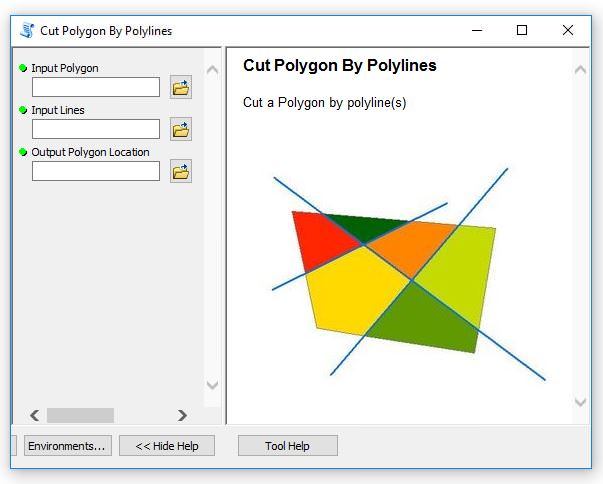 Cut Polygon By Polylines
Input Polygon
Input Lines
Output Polygon Location
Cut Polygon By Polylines
Cut a Polygon by polyline(s)
Environments...
<< Hide Help
Tool Help